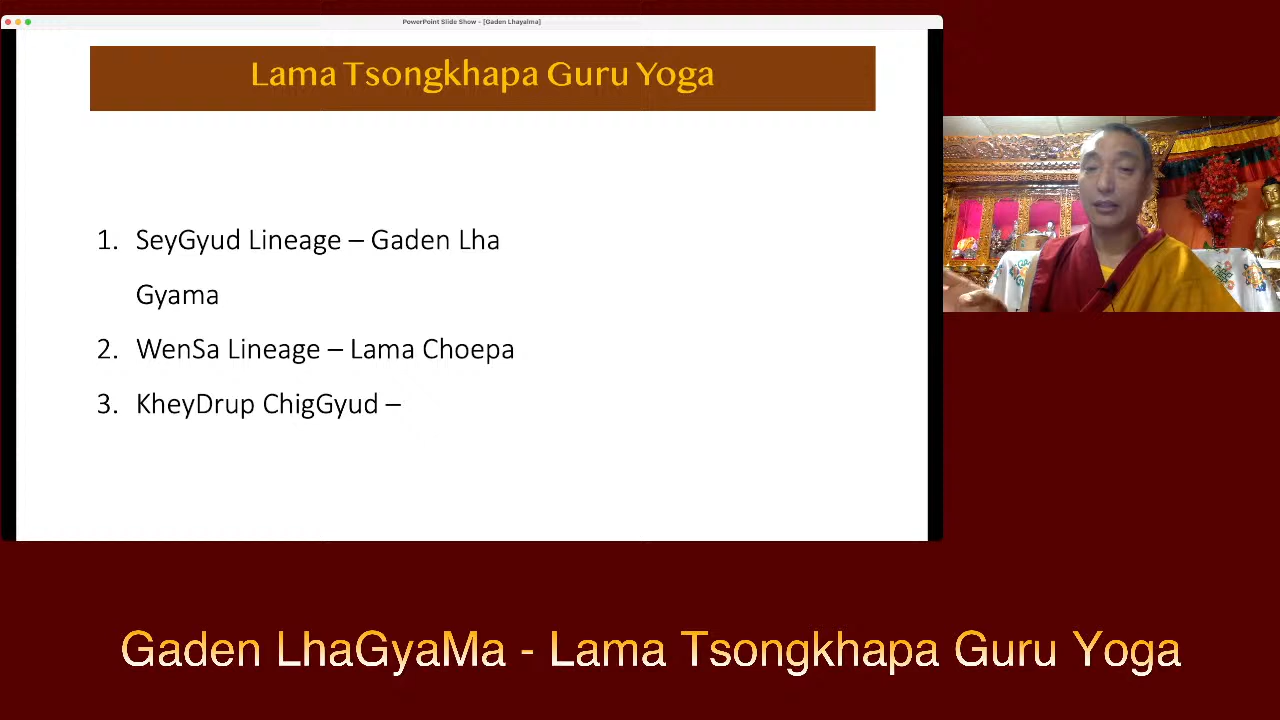 PowerPoint Slide Show - [Gaden Lhayalma]
Lama Tsongkhapa Guru Yoga
1. SeyGyud Lineage – Gaden Lha
Gyama
2. WenSa Lineage – Lama Choepa
3. KheyDrup ChigGyud –
Gaden LhaGyaMa - Lama Tsongkhapa Guru Yoga